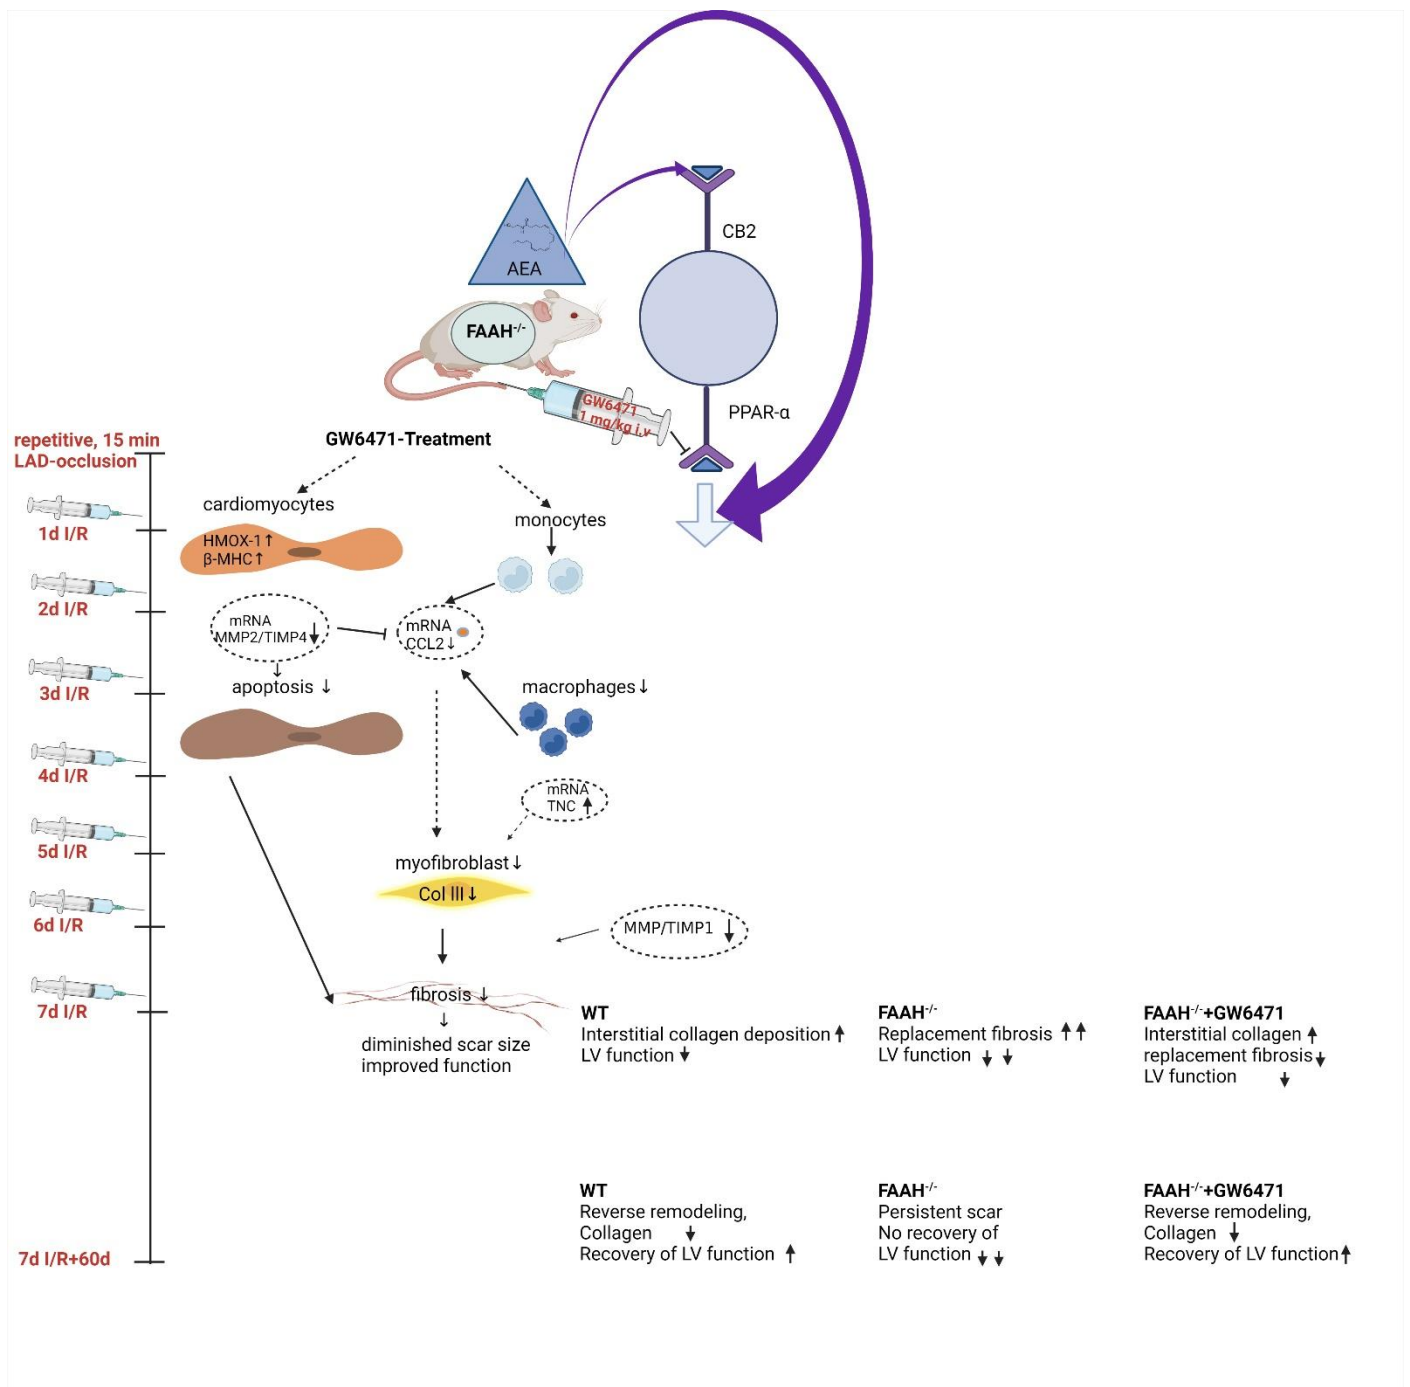 AEA
CB2
FAAH-/-
GW6471
1 mg/kg i.v
PPAR-α
repetitive, 15 min
LAD-occlusion
GW6471-Treatment
cardiomyocytes
monocytes
1d I/R
HMOX-1↑
β-MHC↑
2d I/R
mRNA
MMP2/TIMP4↓
mRNA
CCL2↓
3d I/R
apoptosis ↓
macrophages↓
4d I/R
mRNA
TNC ↑
5d I/R
myofibroblast↓
Col III↓
6d I/R
MMP/TIMP1 ↓
7d I/R
fibrosis ↓
diminished scar size
improved function
WT
Interstitial collagen deposition ↑
LV function ↓
FAAH-/-
Replacement fibrosis ↑↑
LV function ↓ ↓
FAAH-/-+GW6471
Interstitial collagen ↑
replacement fibrosis↓
LV function ↓
7d I/R+60d
WT
Reverse remodeling,
Collagen ↓
Recovery of LV function ↑
FAAH-/-
Persistent scar
No recovery of
LV function ↓↓
FAAH-/-+GW6471
Reverse remodeling,
Collagen ↓
Recovery of LV function↑